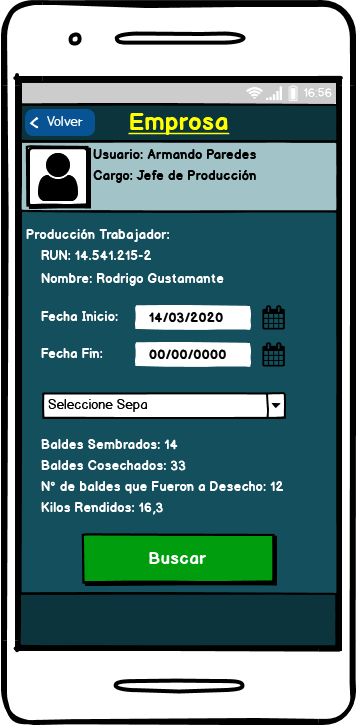 16:56
Volver
Emprosa
Usuario: Armando Paredes
Cargo: Jefe de Producción
Producción Trabajador:
RUN: 14.541.215-2
Nombre: Rodrigo Gustamante
Fecha Inicio: 14/03/2020
Fecha Fin: 00/00/0000
Seleccione Sepa
Baldes Sembrados: 14
Baldes Cosechados: 33
N° de baldes que Fueron a Desecho: 12
Kilos Rendidos: 16,3
Buscar